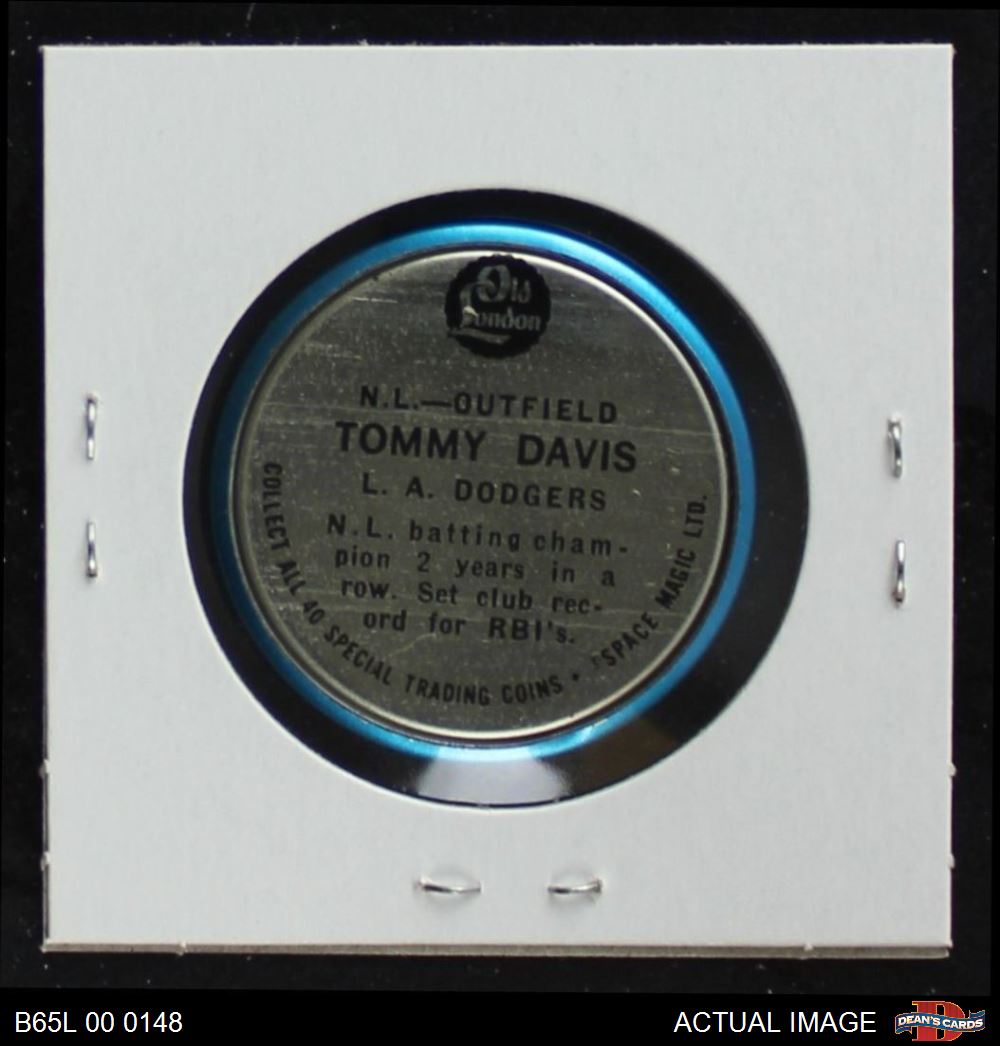 Old
London
N.L.—OUTFIELD
TOMMY DAVIS
L. A. DODGERS
N.L. batting cham-
pion 2 years in a
row. Set club rec-
ord for RBI's.
COLLECT ALL 40 SPECIAL TRADING COINS • SPACE MAGIC LTD.
B65L 00 0148
ACTUAL IMAGE
DEAN'S CARDS